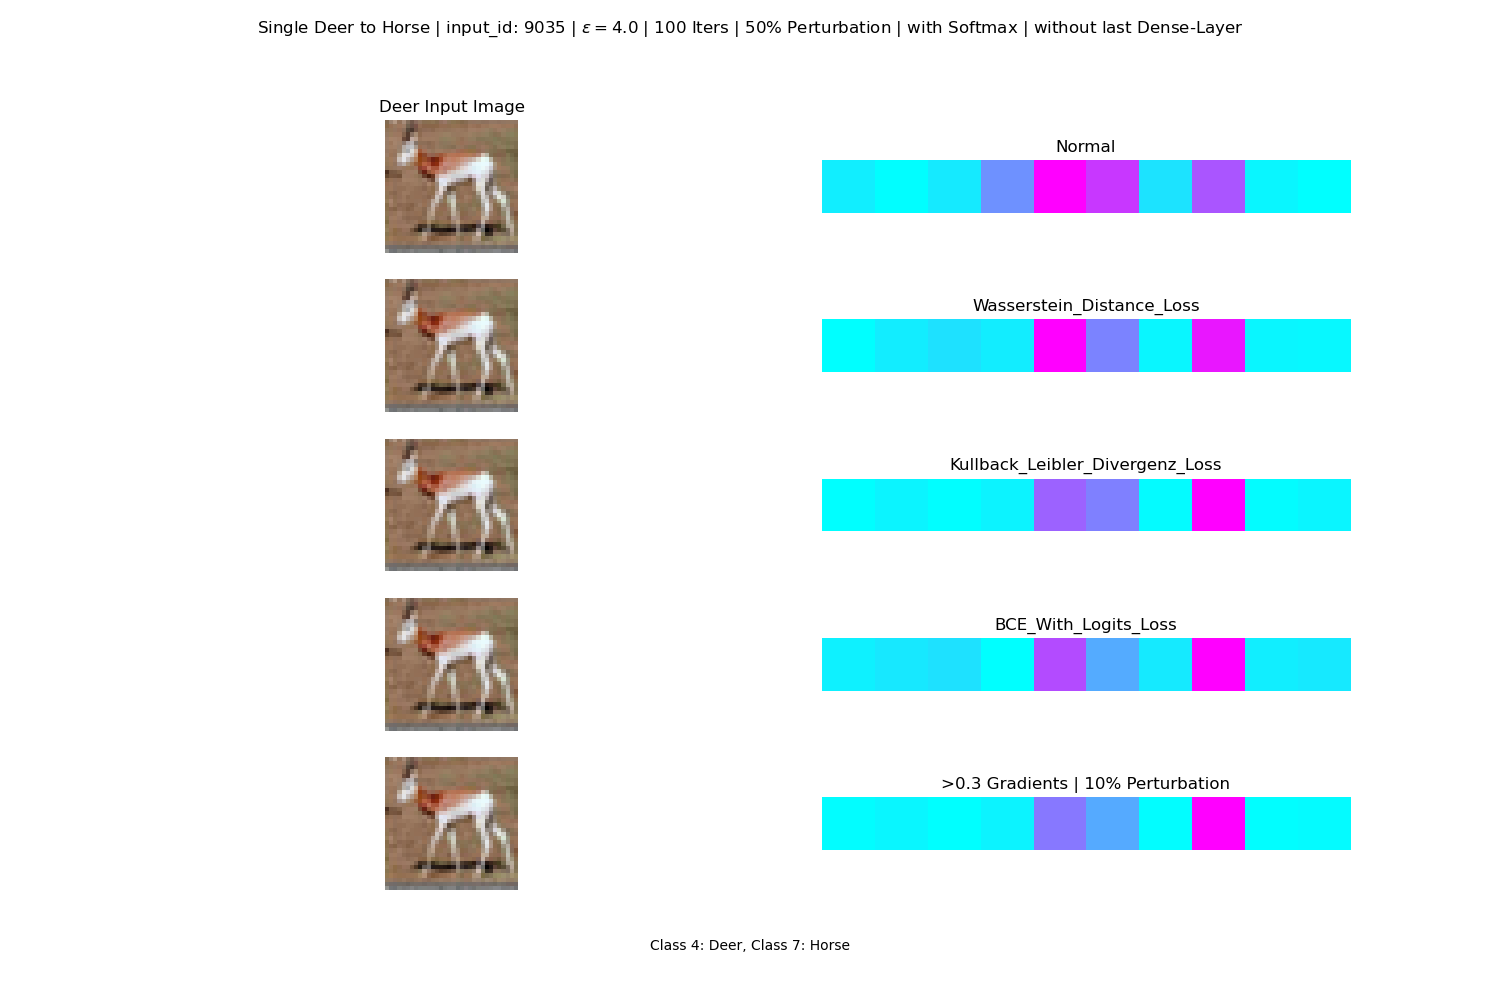 Single Deer to Horse | input_id: 9035 | ε = 4.0 | 100 Iters | 50% Perturbation | with Softmax | without last Dense-Layer
Deer Input Image
Normal
Wasserstein_Distance_Loss
Kullback_Leibler_Divergenz_Loss
BCE_With_Logits_Loss
>0.3 Gradients | 10% Perturbation
Class 4: Deer, Class 7: Horse